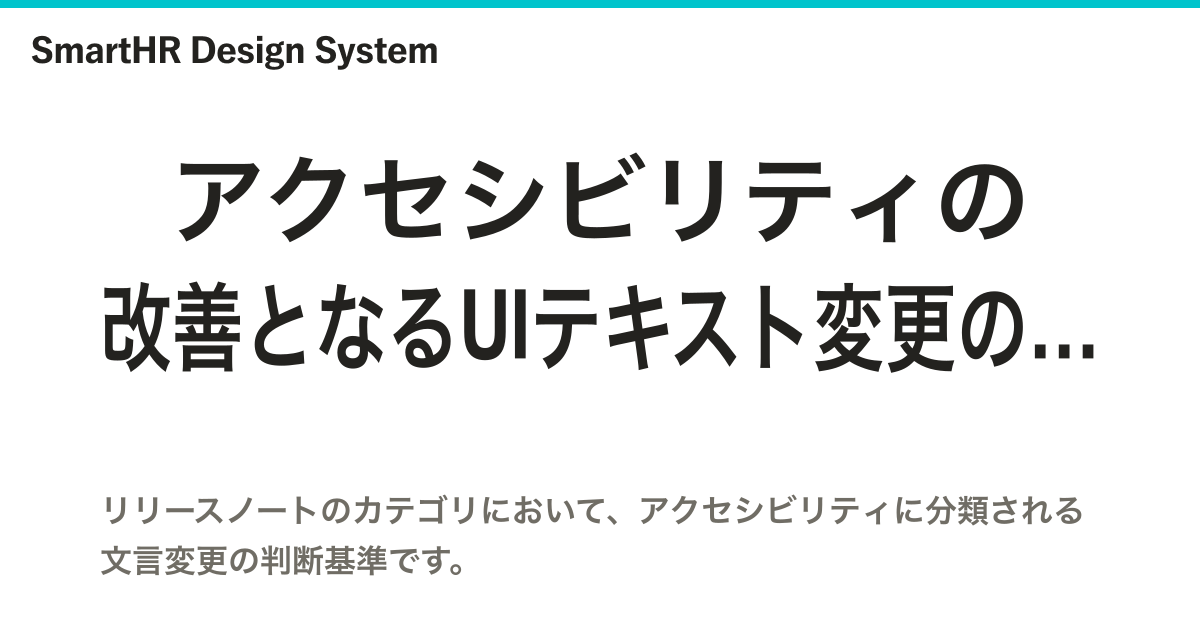 SmartHR Design System
アクセシビリティの
改善となるUIテキスト変更の...
リリースノートのカテゴリにおいて、アクセシビリティに分類される
文言変更の判断基準です。